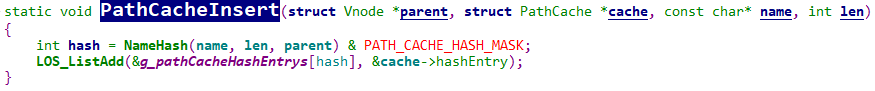 static void PathCacheInsert(struct Vnode *parent, struct PathCache *cache, const char* name, int len)
{
    int hash = NameHash(name, len, parent) & PATH_CACHE_HASH_MASK;
    LOS_ListAdd(&g_pathCacheHashEntrys[hash], &cache->hashEntry);
}